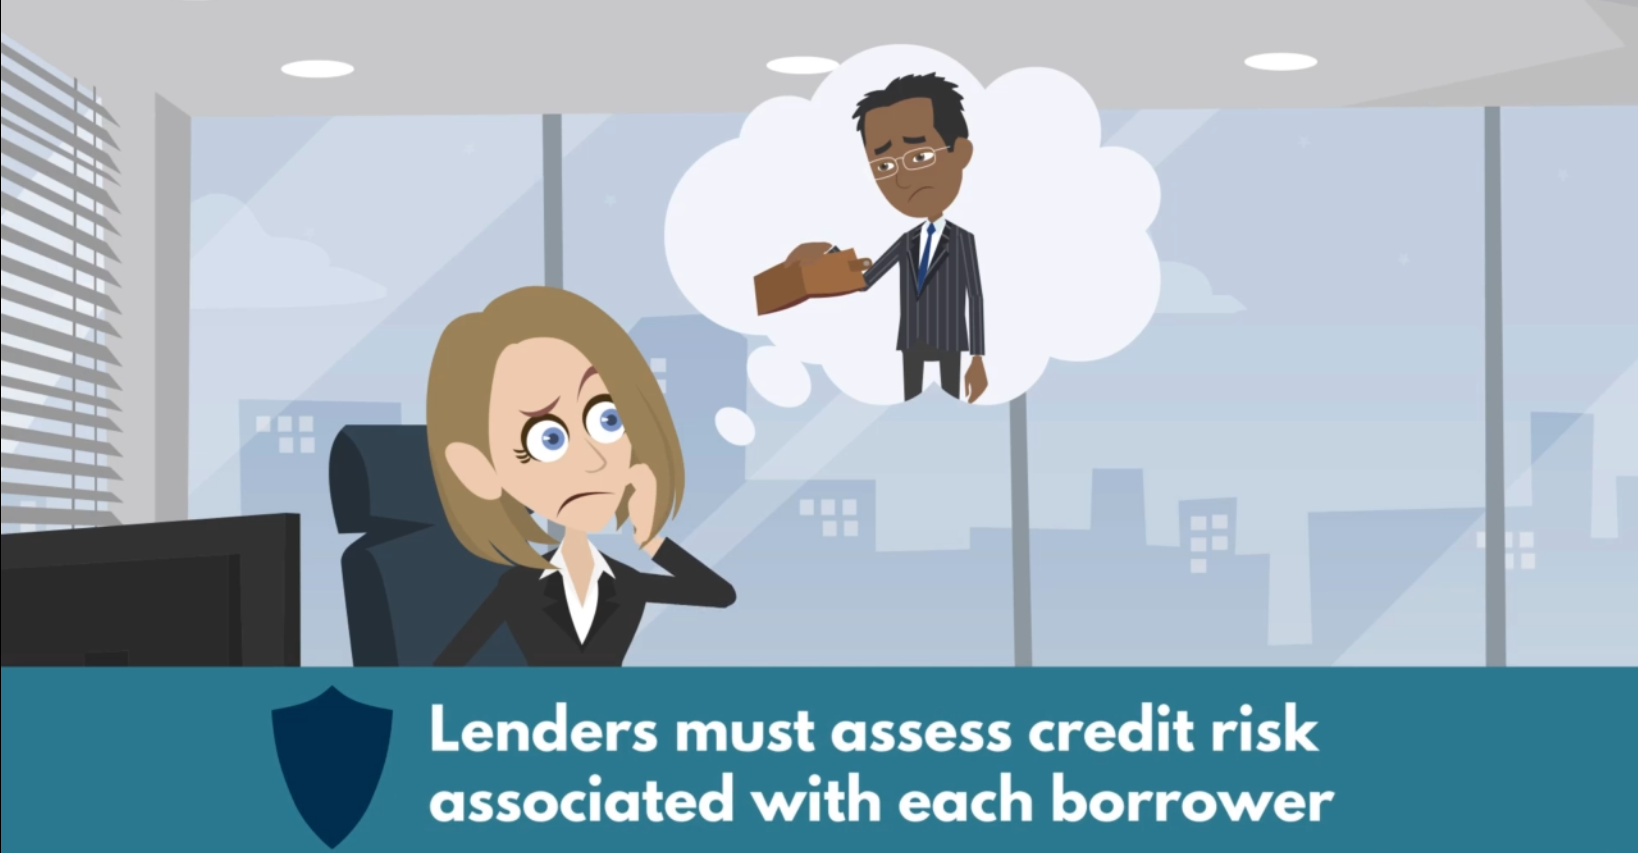 Lenders must assess credit risk
associated with each borrower